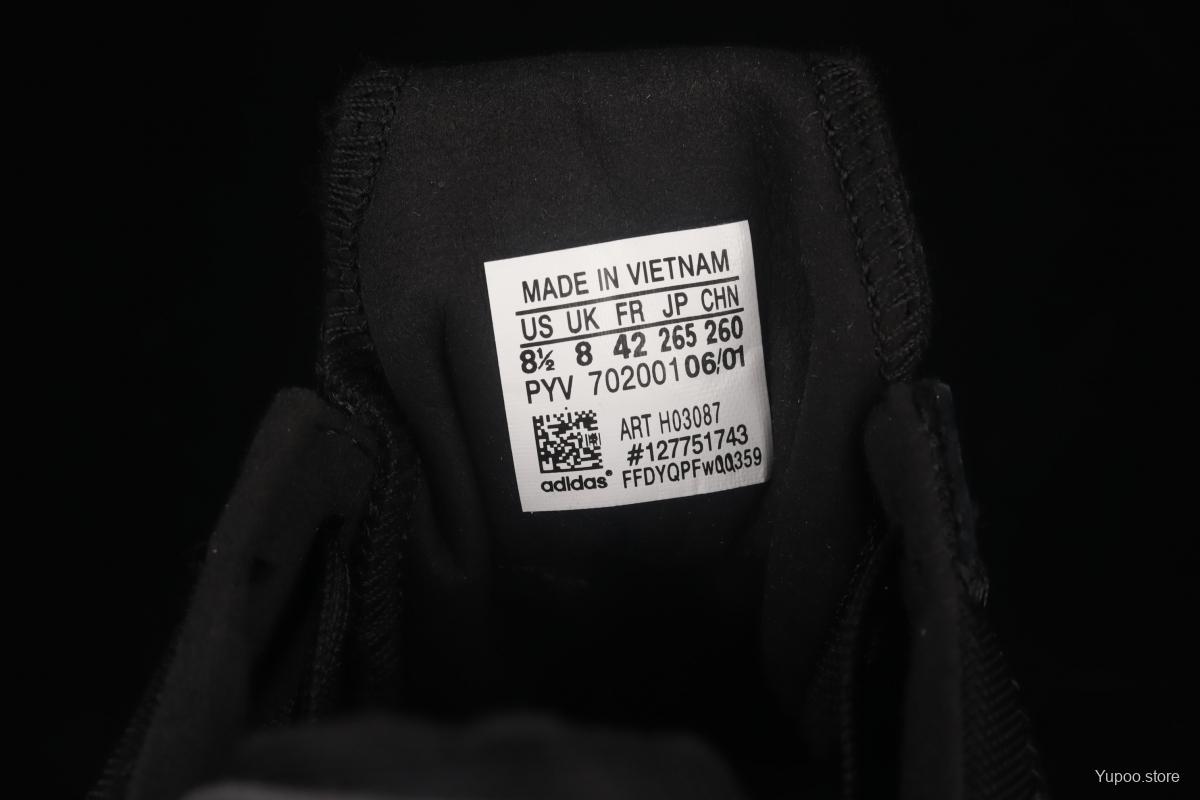 MADE IN VIETNAM
US UK FR JP CHN
8½ 8 42 265 260
PYV 702001 06/01
ART H03087
#127751743
FFDYQPFw00359
adidas®
Yupoo.store